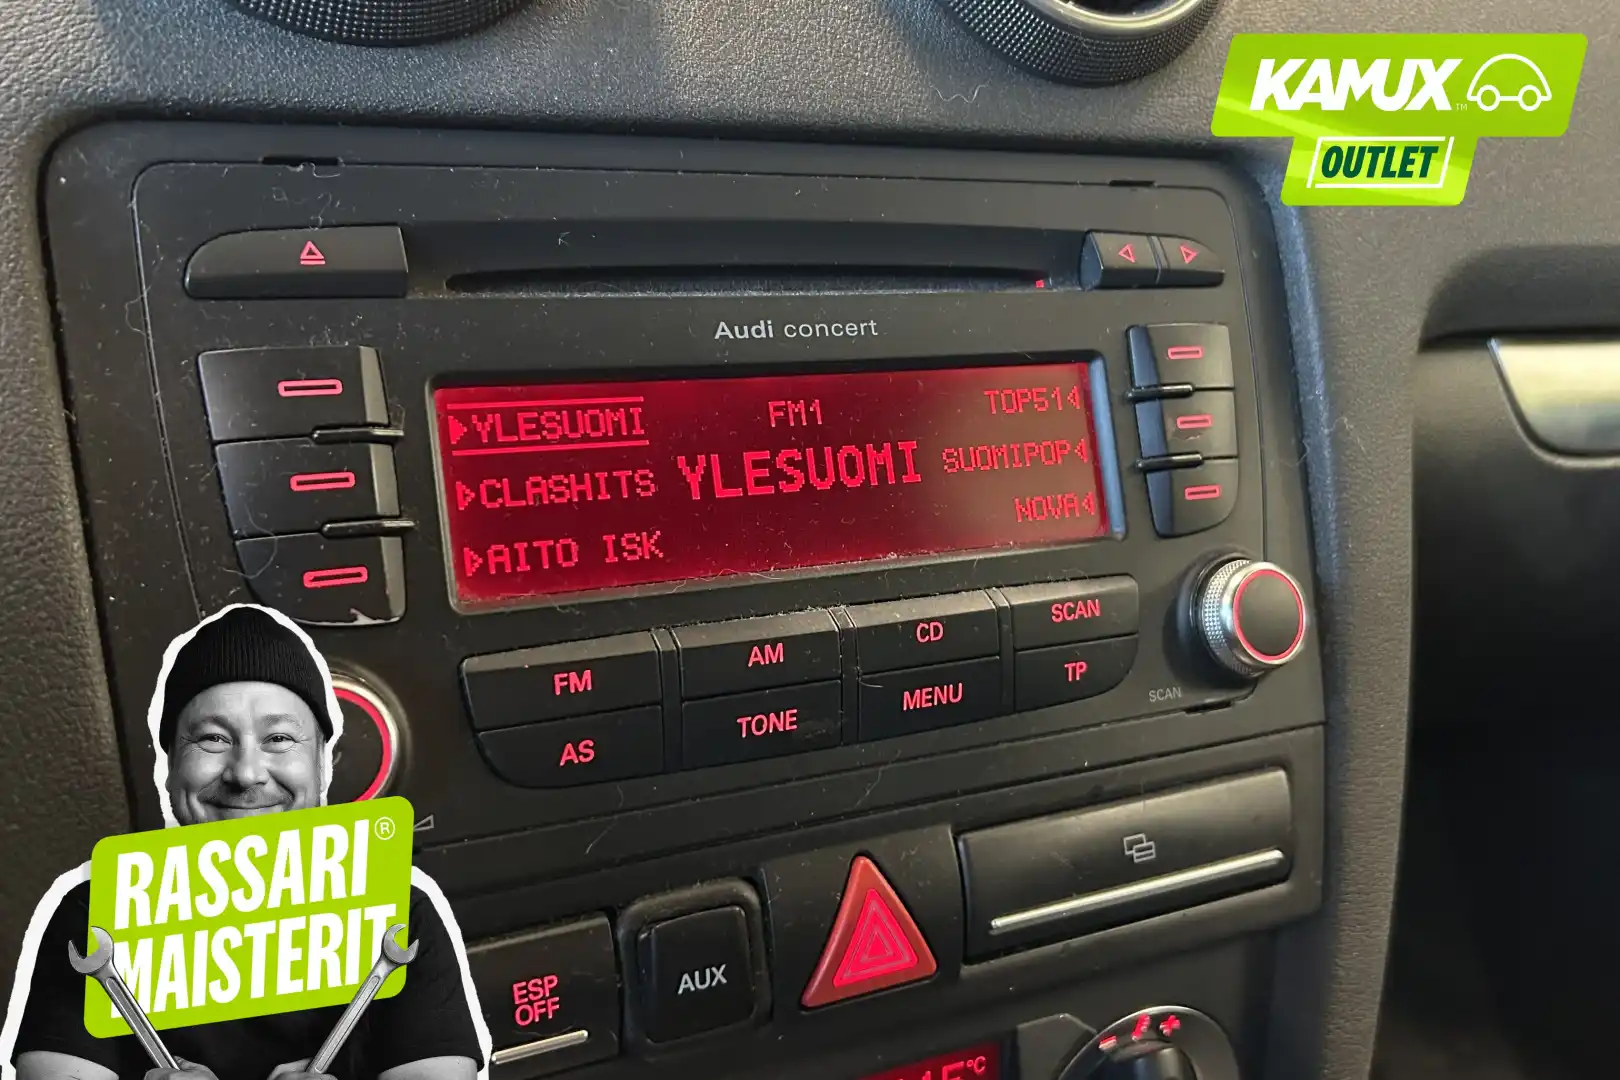 KAMUX™
OUTLET
Audi concert
YLESUOMI
FM1
TOP51
CLASHITS
YLESUOMI
SUOMIPOP
AITO ISK
NOVA
FM
AM
CD
SCAN
AS
TONE
MENU
TP
SCAN
RASSARI®
MAISTERIT
ESP
OFF
AUX
°C